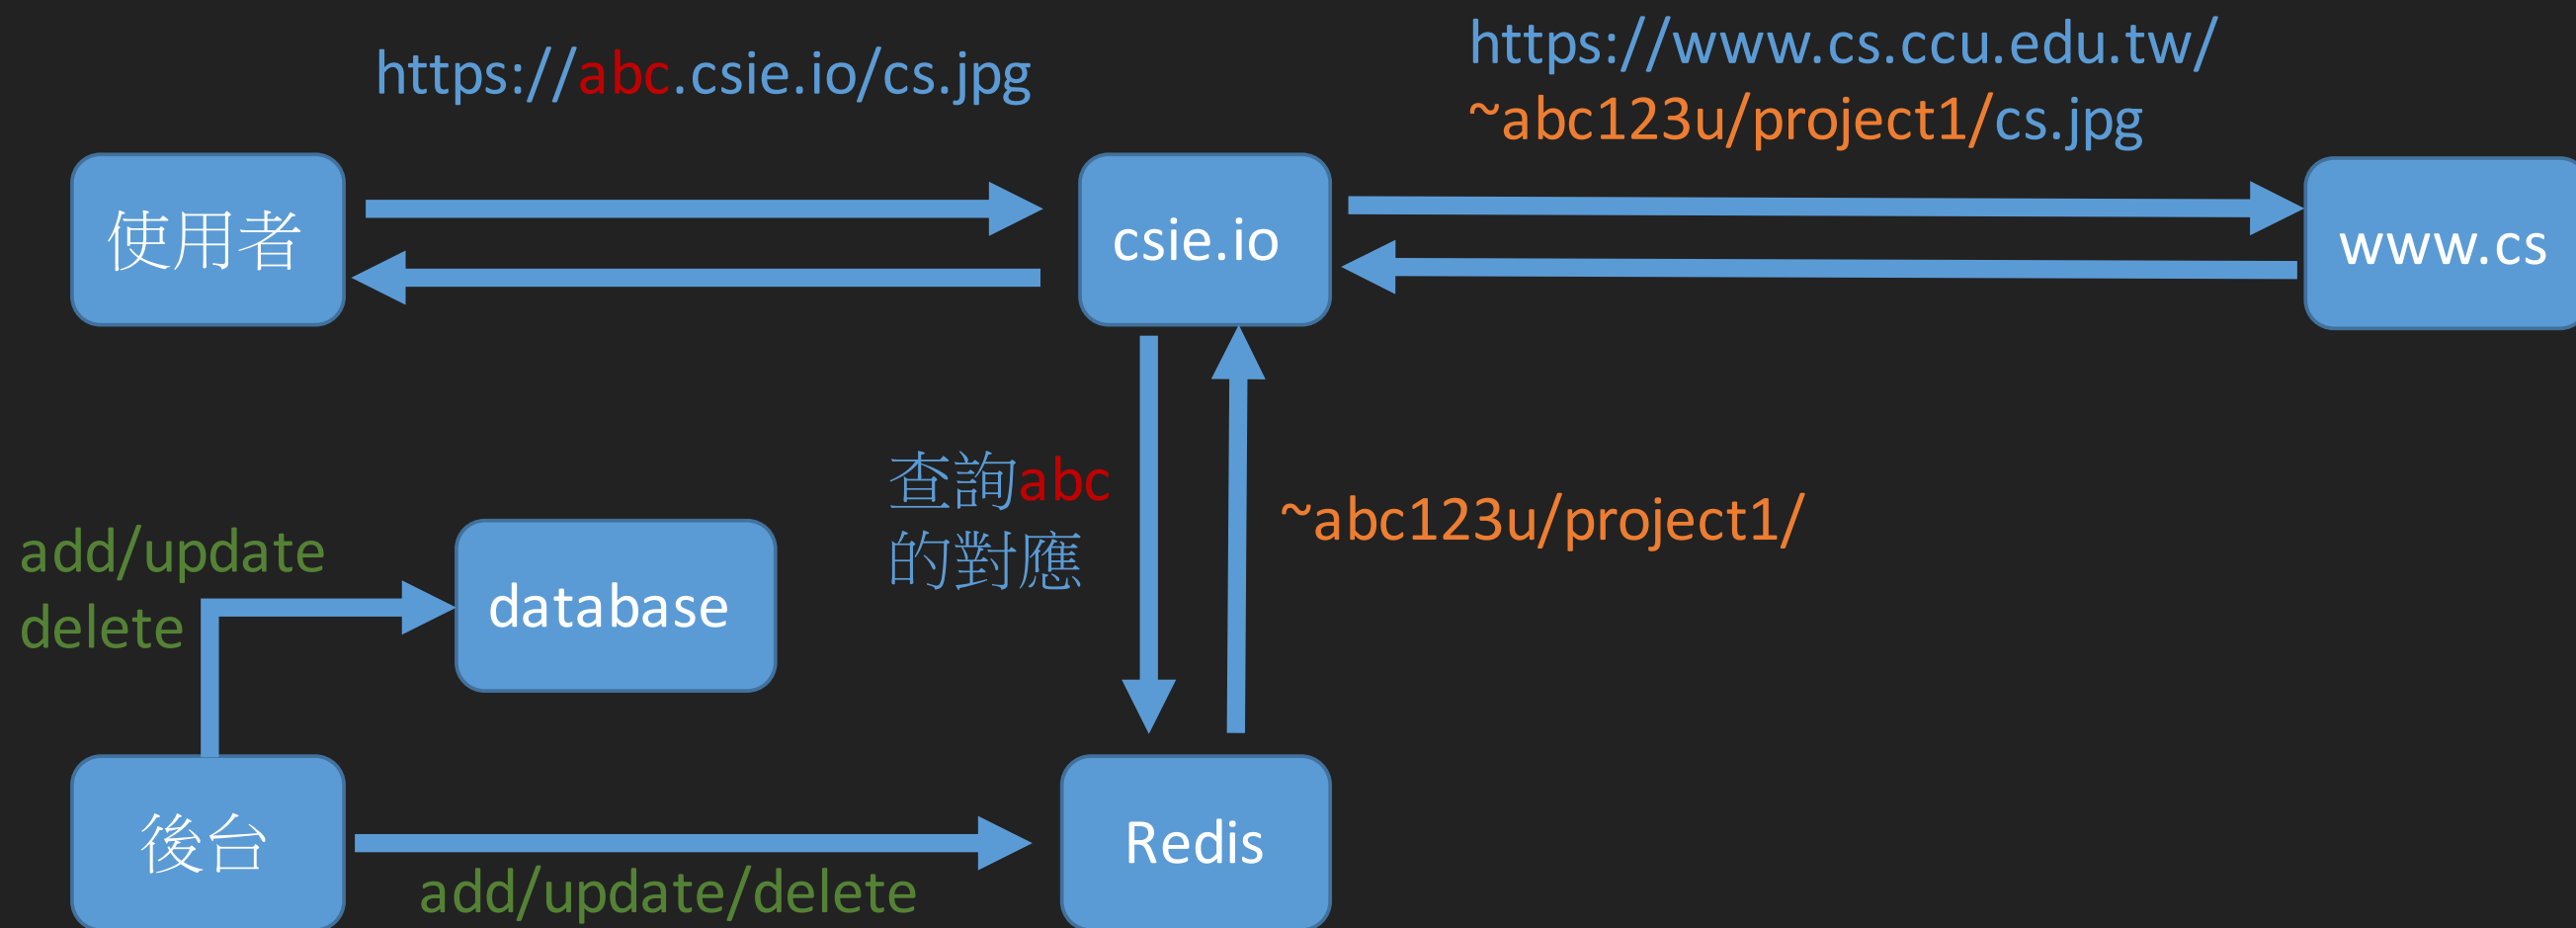 https://abc.csie.io/cs.jpg
https://www.cs.ccu.edu.tw/
~abc123u/project1/cs.jpg
使用者
csie.io
www.cs
查詢abc
的對應
~abc123u/project1/
add/update
delete
database
後台
add/update/delete
Redis